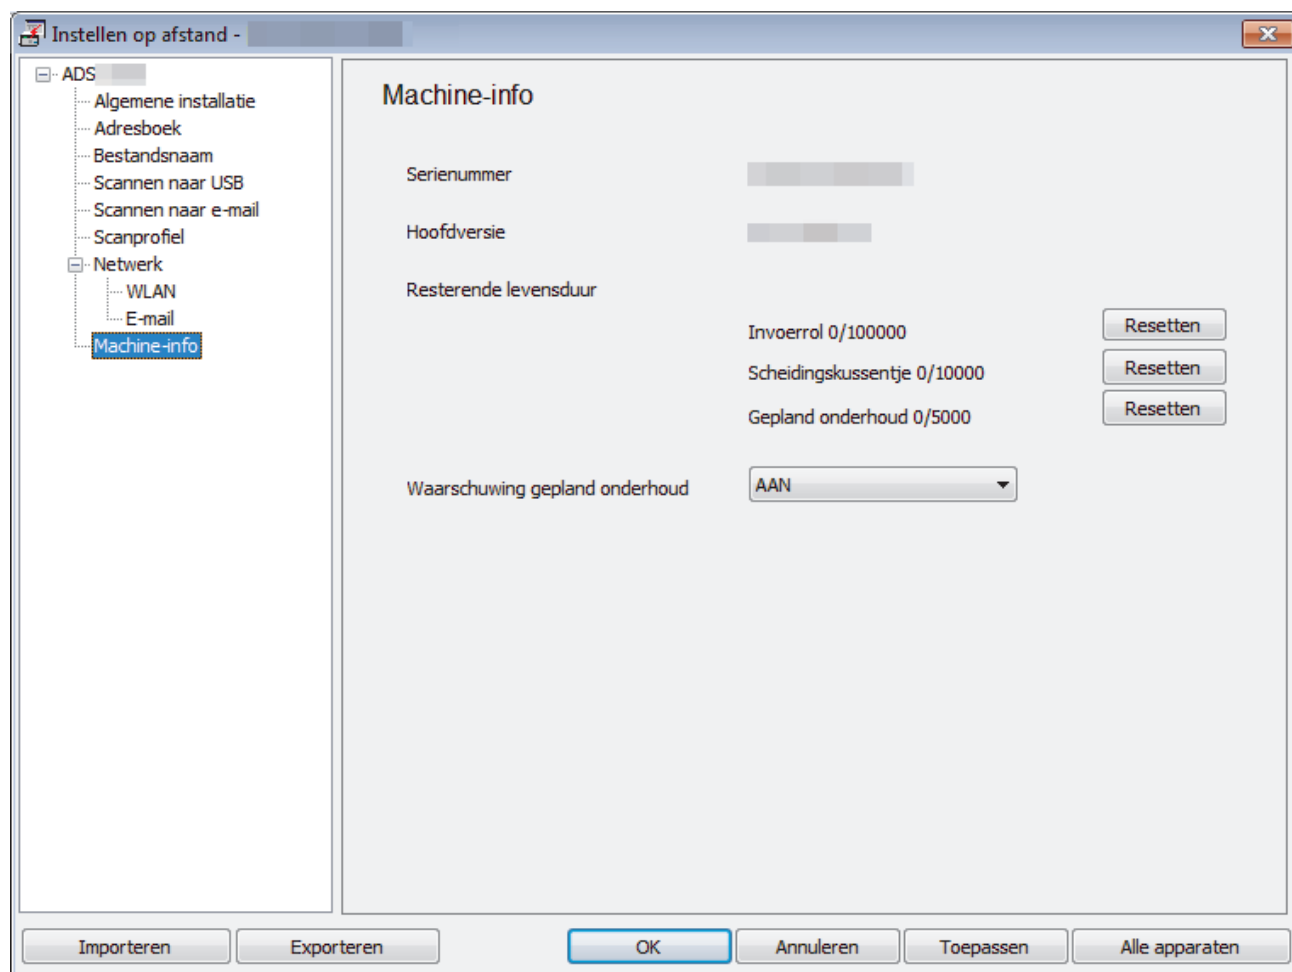 Instellen op afstand -
ADS
Algemene installatie
Adresboek
Bestandsnaam
Scannen naar USB
Scannen naar e-mail
Scanprofiel
Netwerk
WLAN
E-mail
Machine-info
Machine-info
Serienummer
Hoofdversie
Resterende levensduur
Invoerrol 0/100000 Resetten
Scheidingskussentje 0/10000 Resetten
Gepland onderhoud 0/5000 Resetten
Waarschuwing gepland onderhoud AAN
Importeren Exporteren OK Annuleren Toepassen Alle apparaten